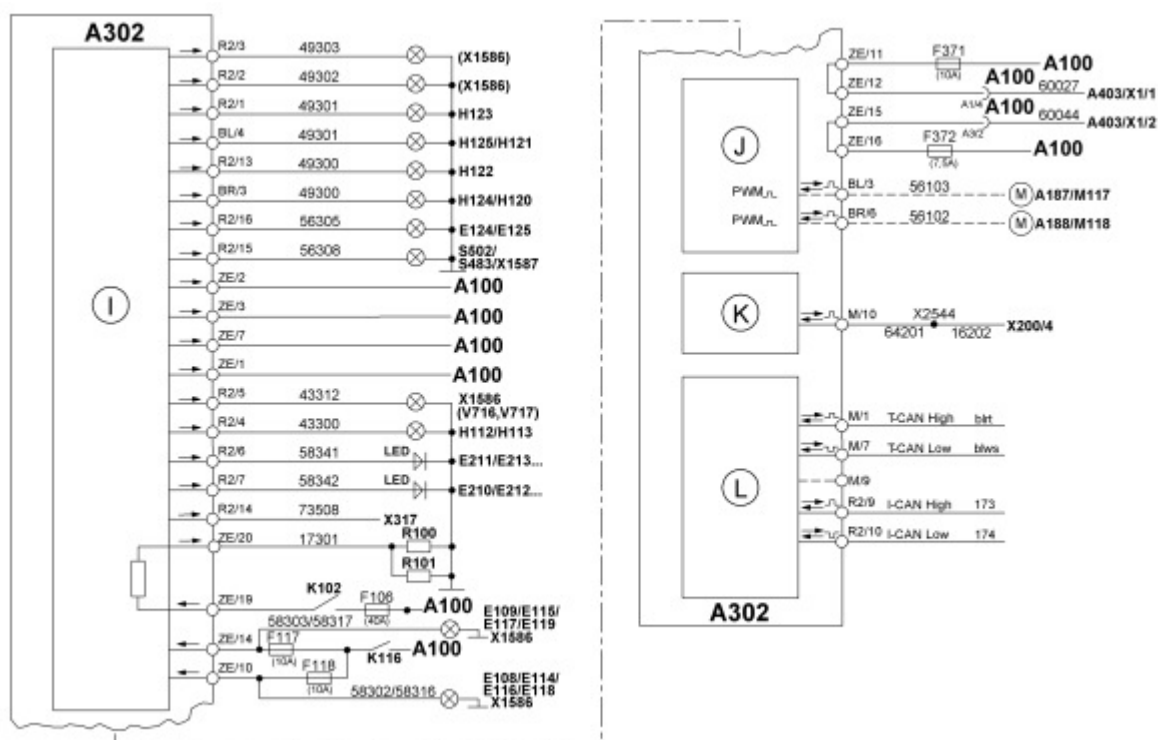 A302
I
R2/3 49303 (X1586)
R2/2 49302 (X1586)
R2/1 49301 H123
BL/4 49301 H125/H121
R2/13 49300 H122
BR/3 49300 H124/H120
R2/16 56305 E124/E125
R2/15 56308 S502/
S483/X1587
ZE/2 A100
ZE/3 A100
ZE/7 A100
ZE/1 A100
R2/5 43312 X1586
(V716,V717)
R2/4 43300 H112/H113
R2/6 58341 LED E211/E213...
R2/7 58342 LED E210/E212...
R2/14 73508 X317
ZE/20 17301 R100
R101
ZE/19 K102 F106 (40A) A100
58303/58317 E109/E115/
E117/E119
X1586
ZE/14 F117 (10A) K116 A100
ZE/10 F118 (10A)
58302/58316 E108/E114/
E116/E118
X1586
ZE/11 F371 (10A) A100
ZE/12 A1/4 A100 60027 A403/X1/1
ZE/15 A3/2 A100 60044 A403/X1/2
ZE/16 F372 (7,5A) A100
J
PWM BL/3 56103 M A187/M117
PWM BR/6 56102 M A188/M118
K
M/10 X2544 X200/4
64201 16202
L
M/1 T-CAN High blrt
M/7 T-CAN Low blws
M/9
R2/9 I-CAN High 173
R2/10 I-CAN Low 174
A302